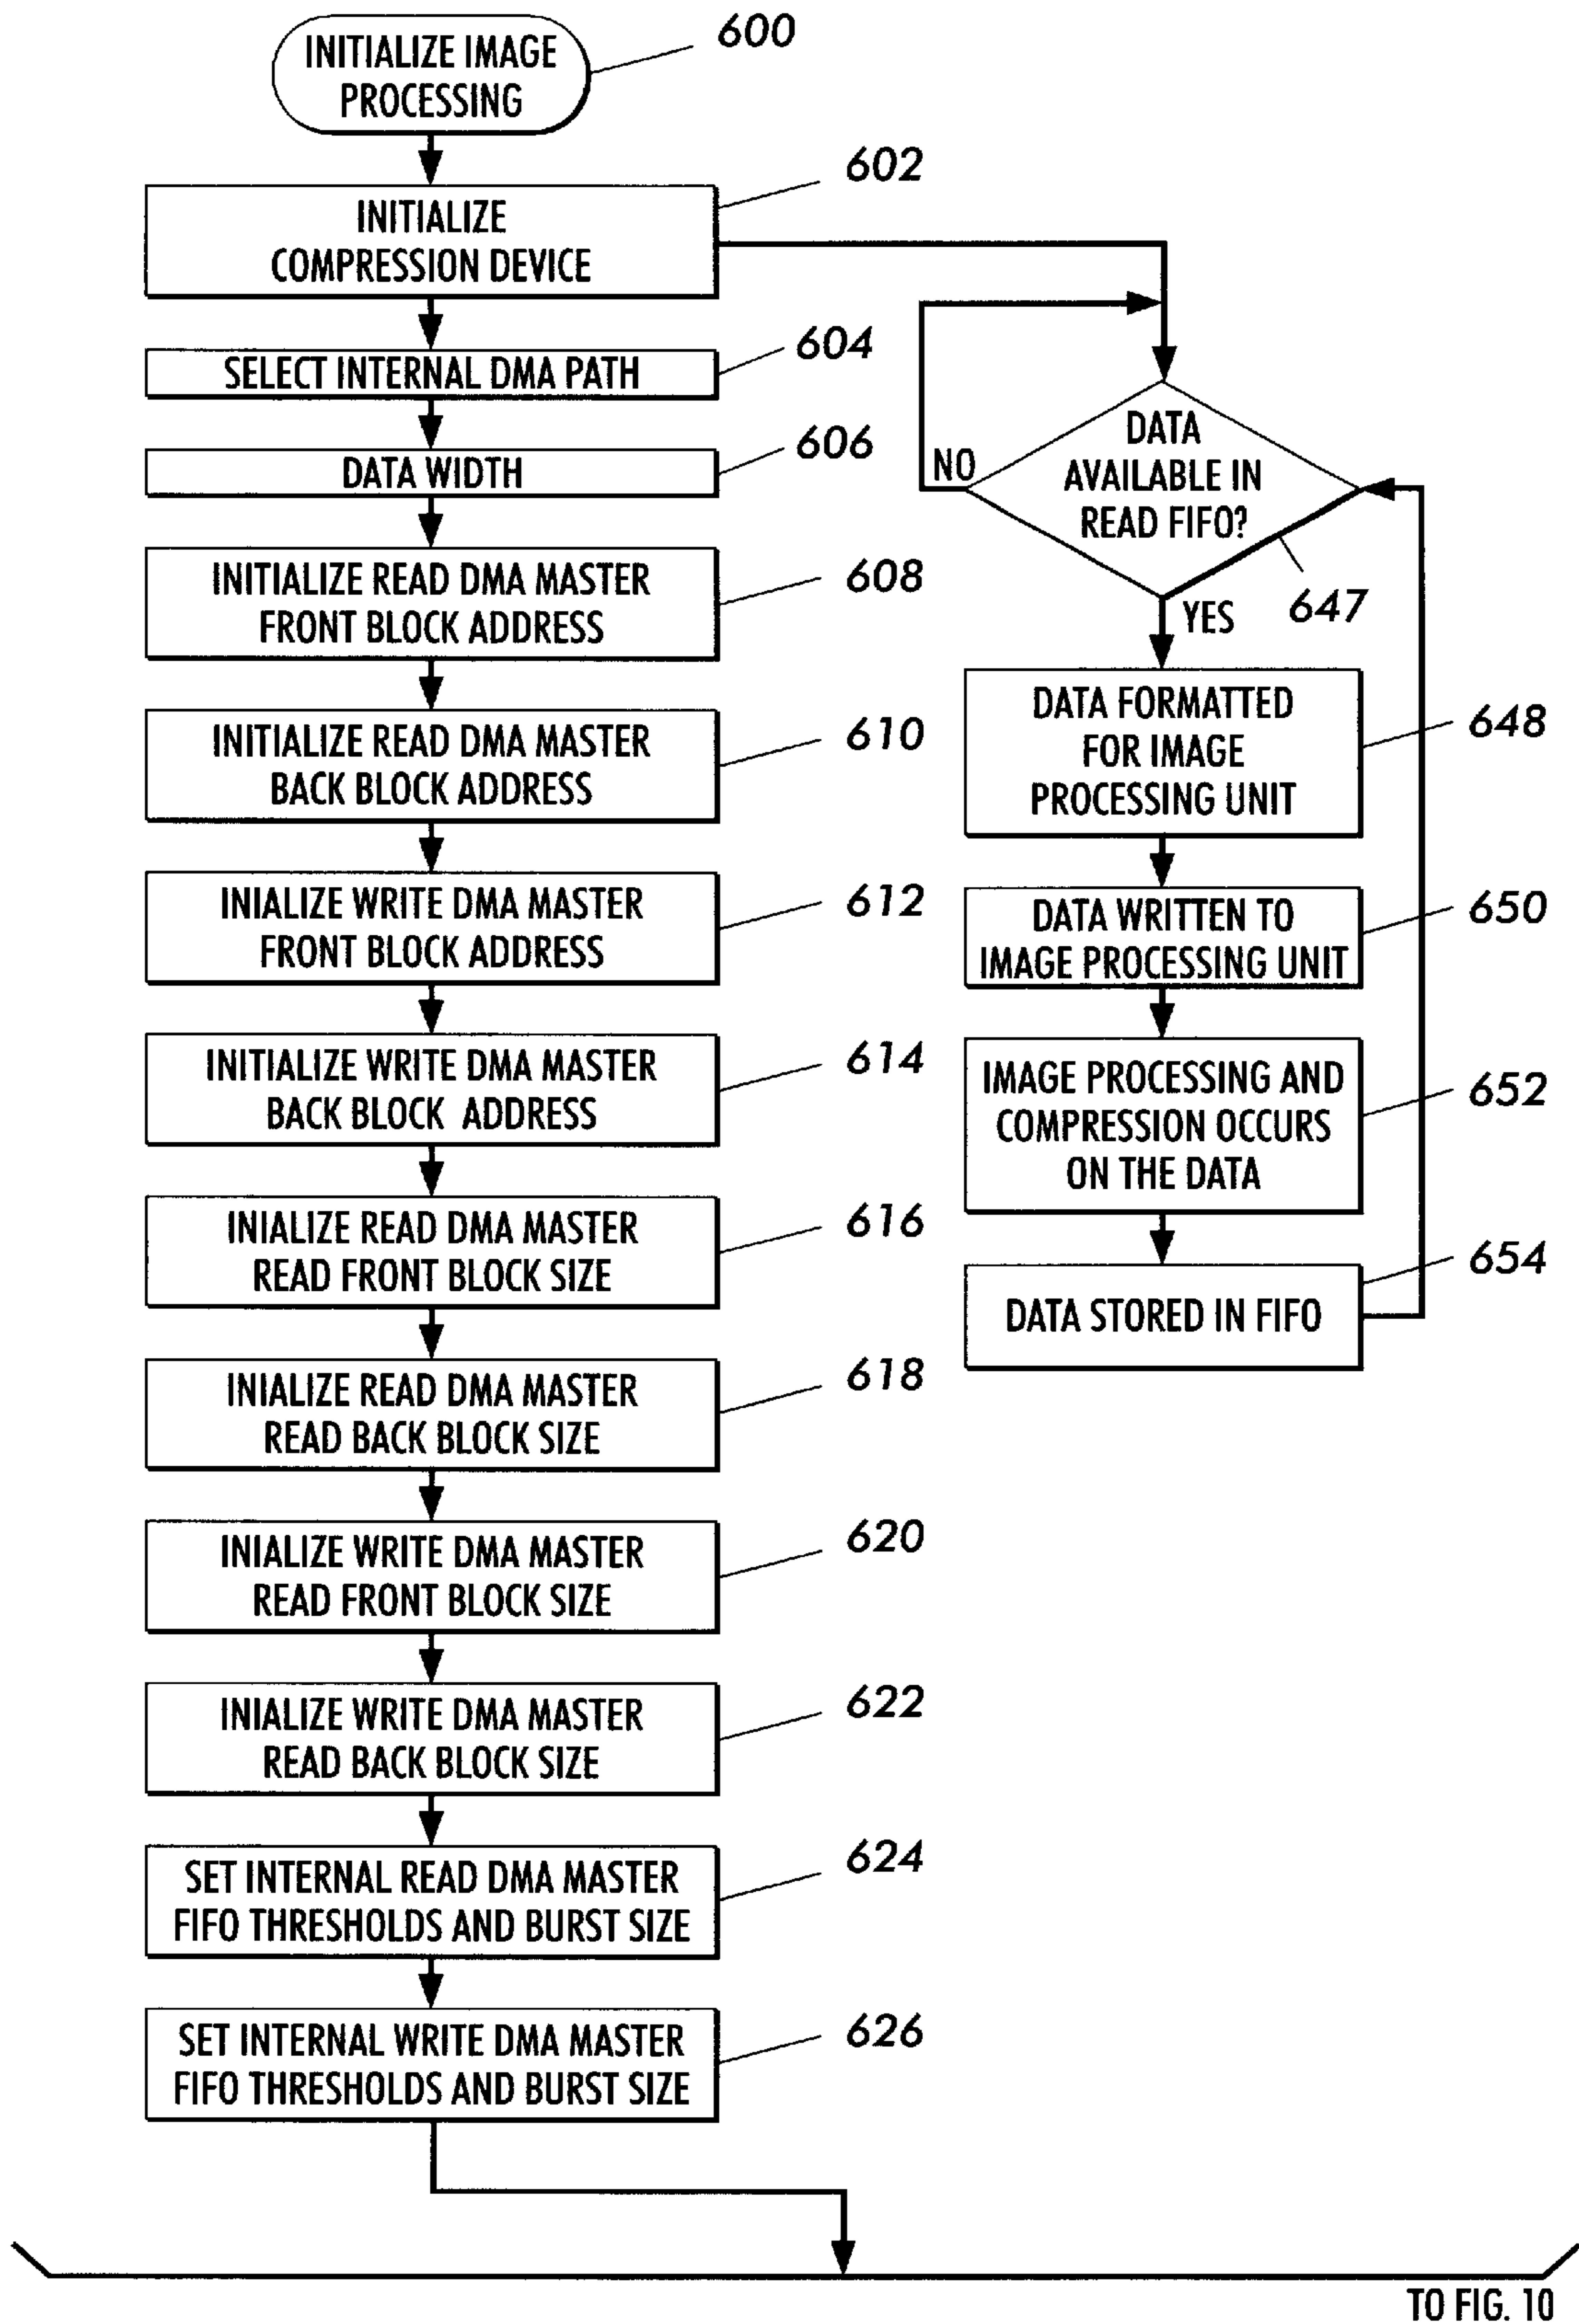 INITIALIZE IMAGE
PROCESSING
600
INITIALIZE
COMPRESSION DEVICE
602
SELECT INTERNAL DMA PATH
604
DATA WIDTH
606
INITIALIZE READ DMA MASTER
FRONT BLOCK ADDRESS
608
INITIALIZE READ DMA MASTER
BACK BLOCK ADDRESS
610
INIALIZE WRITE DMA MASTER
FRONT BLOCK ADDRESS
612
INITIALIZE WRITE DMA MASTER
BACK BLOCK ADDRESS
614
INIALIZE READ DMA MASTER
READ FRONT BLOCK SIZE
616
INIALIZE READ DMA MASTER
READ BACK BLOCK SIZE
618
INIALIZE WRITE DMA MASTER
READ FRONT BLOCK SIZE
620
INIALIZE WRITE DMA MASTER
READ BACK BLOCK SIZE
622
SET INTERNAL READ DMA MASTER
FIFO THRESHOLDS AND BURST SIZE
624
SET INTERNAL WRITE DMA MASTER
FIFO THRESHOLDS AND BURST SIZE
626
DATA
AVAILABLE IN
READ FIFO?
NO
YES
647
DATA FORMATTED
FOR IMAGE
PROCESSING UNIT
648
DATA WRITTEN TO
IMAGE PROCESSING UNIT
650
IMAGE PROCESSING AND
COMPRESSION OCCURS
ON THE DATA
652
DATA STORED IN FIFO
654
TO FIG. 10